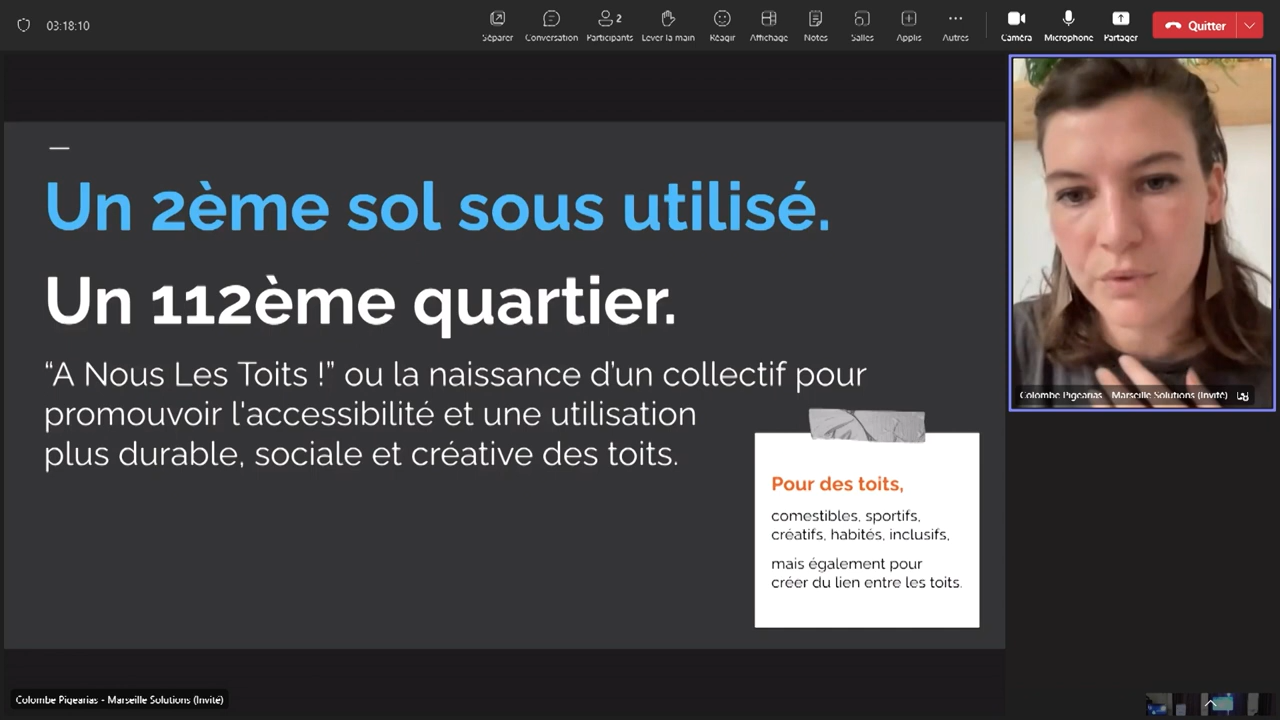 03:18:10
Séparer
Conversation
2
Participants
Lever la main
Réagir
Affichage
Notes
Salles
Applis
Autres
Caméra
Microphone
Partager
Quitter
Un 2ème sol sous utilisé.
Un 112ème quartier.
“A Nous Les Toits !” ou la naissance d’un collectif pour
promouvoir l'accessibilité et une utilisation
plus durable, sociale et créative des toits.
Pour des toits,
comestibles, sportifs,
créatifs, habités, inclusifs,
mais également pour
créer du lien entre les toits.
Colombe Pigearias - Marseille Solutions (Invité)
Colombe Pigearias - Marseille Solutions (Invité)